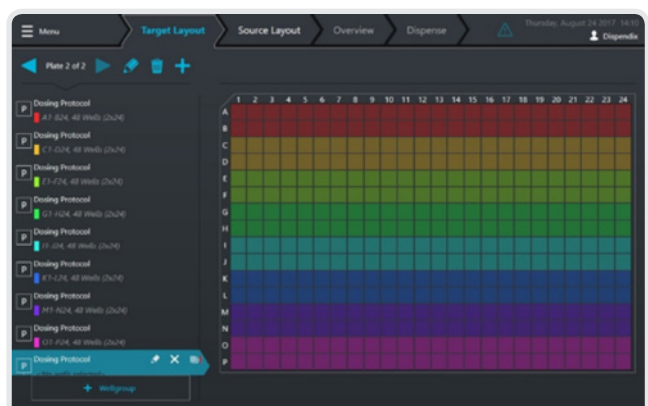 Menu
Target Layout
Source Layout
Overview
Dispense
Thursday, August 24 2017 14:10
Dispendix
Plate 2 of 2
1 2 3 4 5 6 7 8 9 10 11 12 13 14 15 16 17 18 19 20 21 22 23 24
A
B
C
D
E
F
G
H
I
J
K
L
M
N
O
P
P Dosing Protocol
A1-B24, 48 Wells (2x24)
P Dosing Protocol
C1-D24, 48 Wells (2x24)
P Dosing Protocol
E1-F24, 48 Wells (2x24)
P Dosing Protocol
G1-H24, 48 Wells (2x24)
P Dosing Protocol
I1-J24, 48 Wells (2x24)
P Dosing Protocol
K1-L24, 48 Wells (2x24)
P Dosing Protocol
M1-N24, 48 Wells (2x24)
P Dosing Protocol
O1-P24, 48 Wells (2x24)
P Dosing Protocol
+ Wellgroup